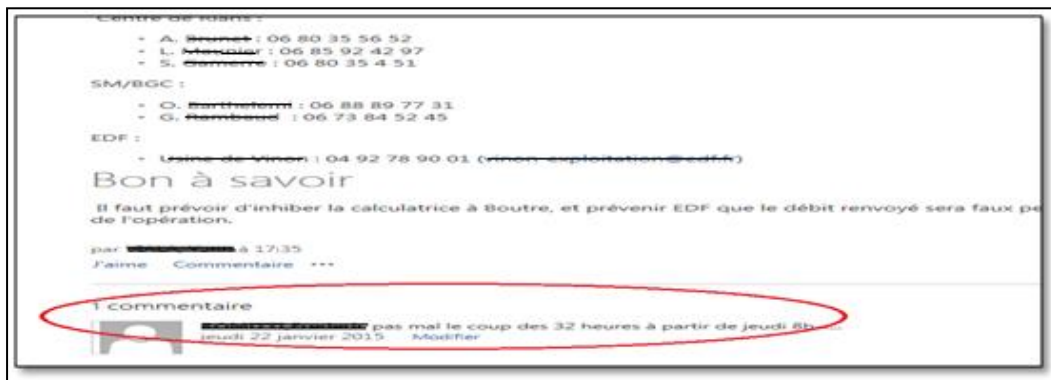 Centre de Rians :
- A. : 06 80 35 56 52
- L. : 06 85 92 42 97
- S. : 06 80 35 4 51
SM/BGC :
- O. : 06 88 89 77 31
- G. : 06 73 84 52 45
EDF :
- : 04 92 78 90 01 ()
Bon à savoir
Il faut prévoir d'inhiber la calculatrice à Boutre, et prévenir EDF que le débit renvoyé sera faux pe
de l'opération.
par à 17:35
J'aime Commentaire •••
1 commentaire
pas mal le coup des 32 heures à partir de jeudi 8h
jeudi 22 janvier 2015 Modifier